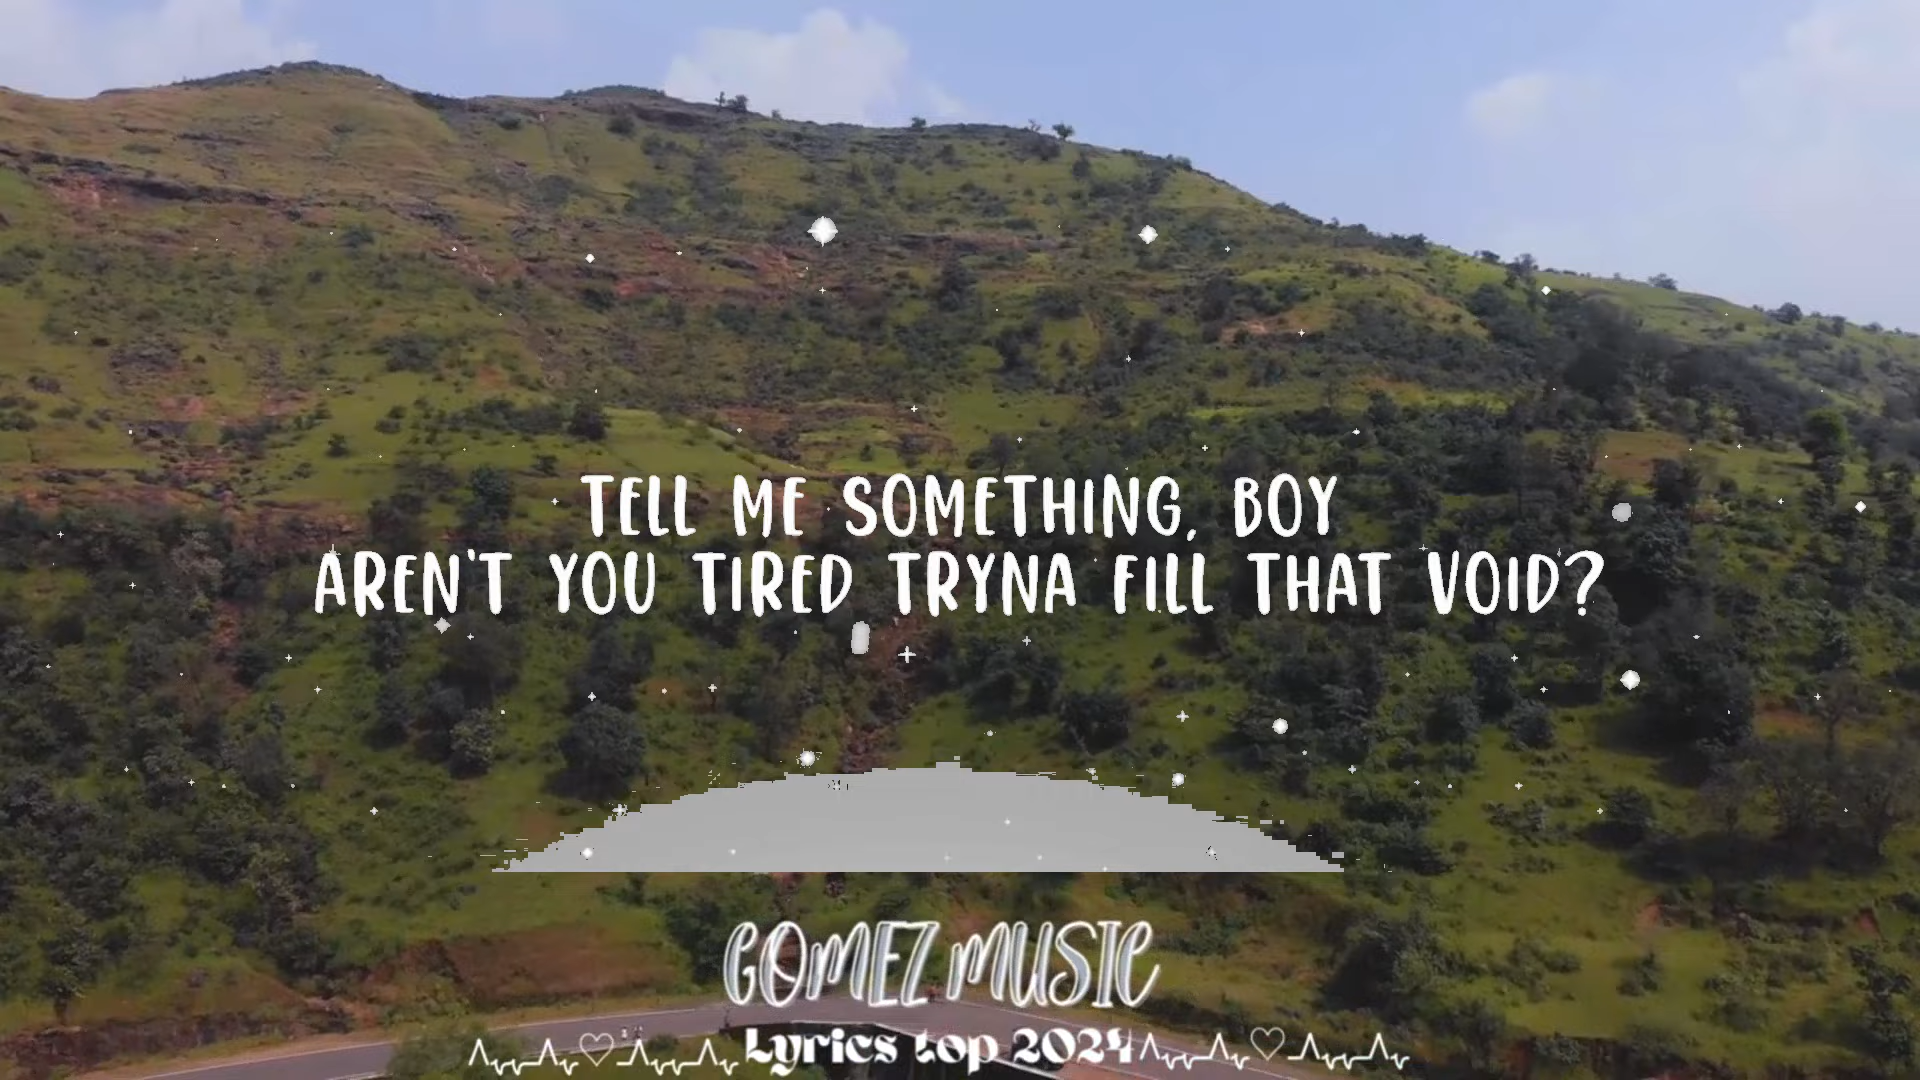 TELL ME SOMETHING, BOY
AREN'T YOU TIRED TRYNA FILL THAT VOID?
GOMEZ MUSIC
Lyrics top 2024